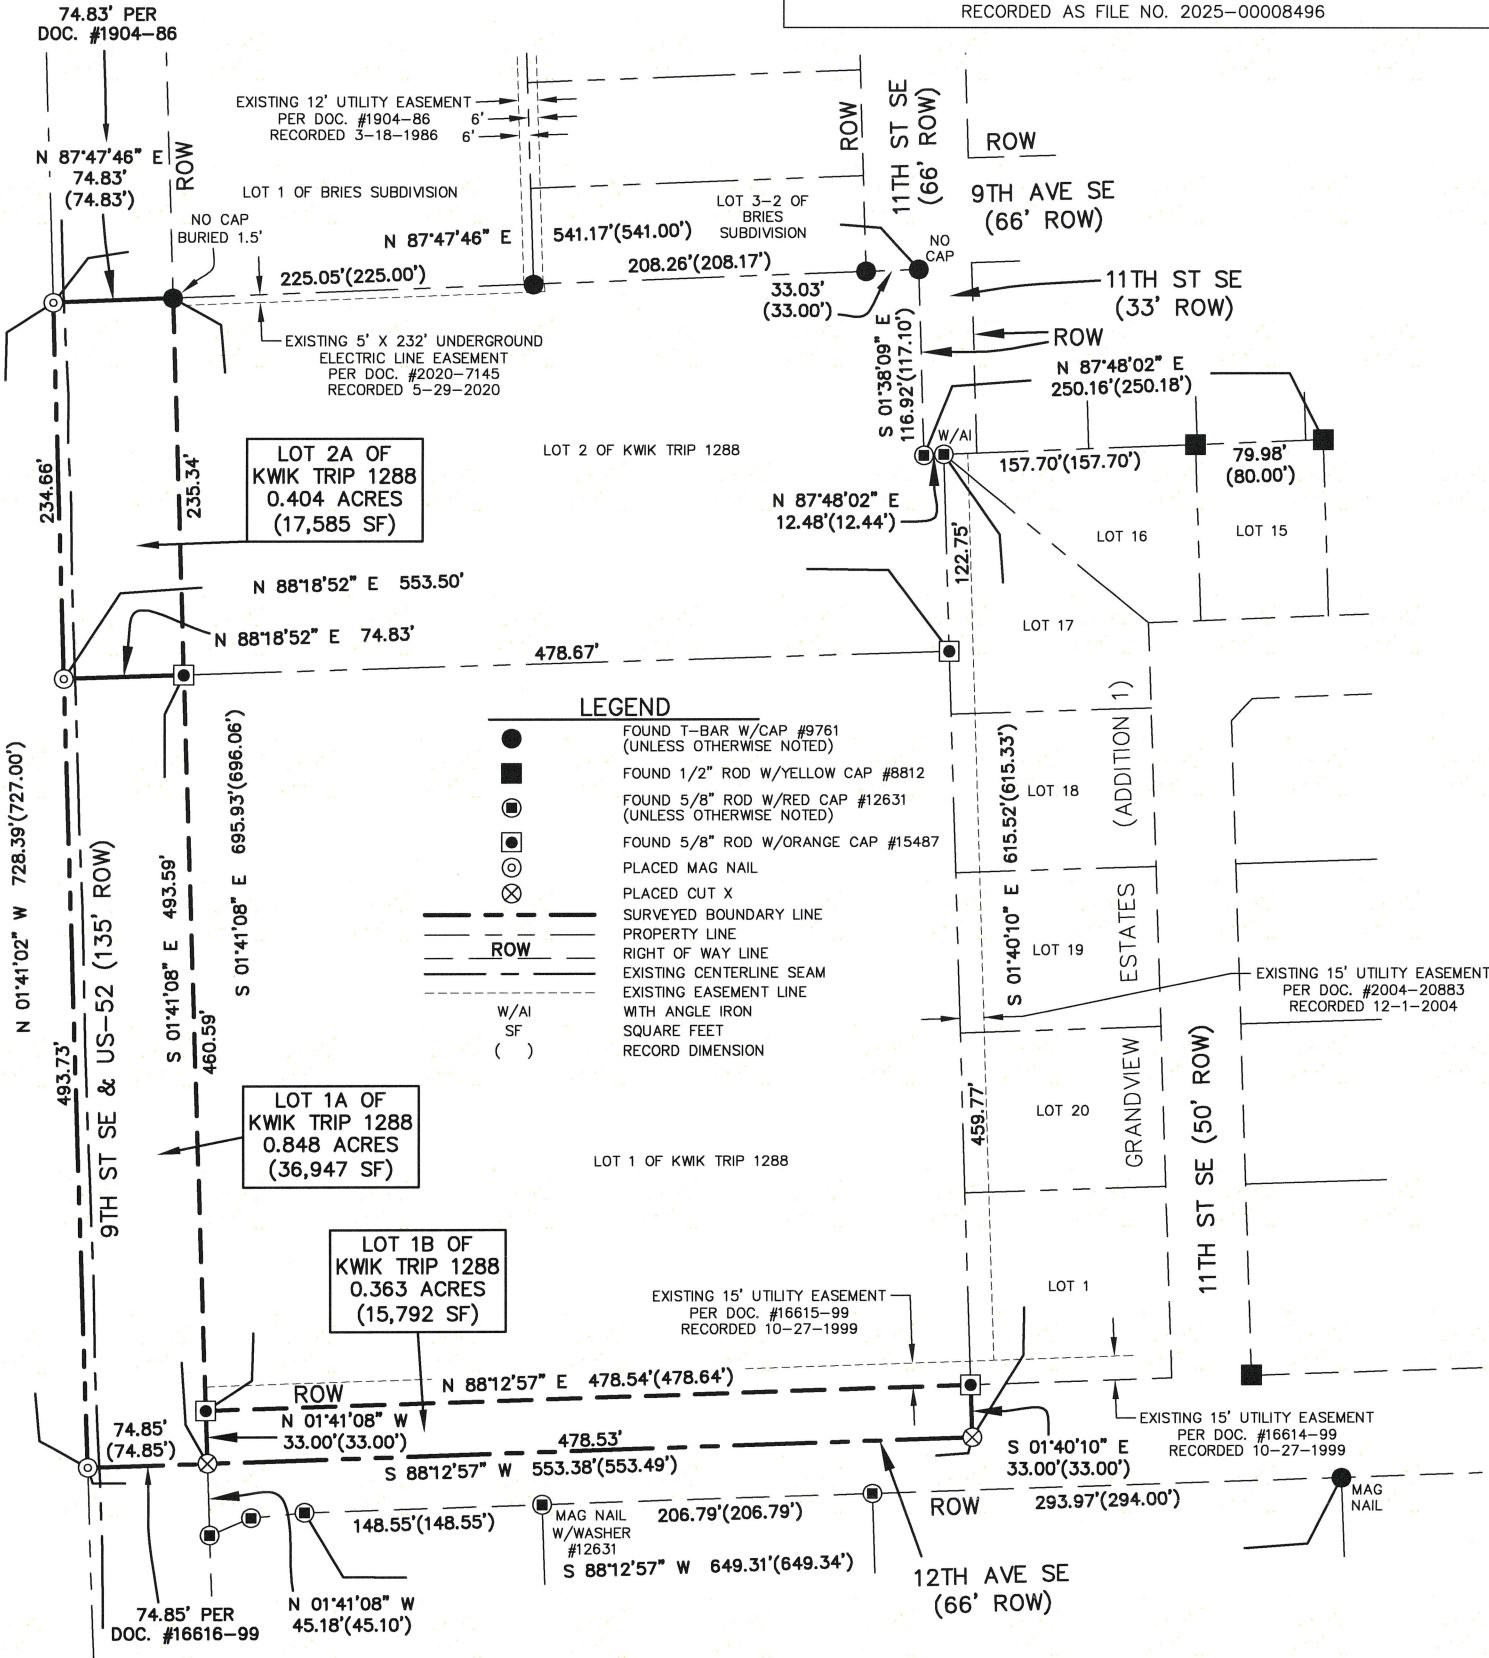 RECORDED AS FILE NO. 2025-00008496
74.83' PER
DOC. #1904-86
EXISTING 12' UTILITY EASEMENT
PER DOC. #1904-86
RECORDED 3-18-1986
6'
6'
ROW
11TH ST SE
(66' ROW)
ROW
9TH AVE SE
(66' ROW)
N 87°47'46" E
74.83'
(74.83')
ROW
LOT 1 OF BRIES SUBDIVISION
NO CAP
BURIED 1.5'
LOT 3-2 OF
BRIES
SUBDIVISION
N 87°47'46" E 541.17'(541.00')
225.05'(225.00')
208.26'(208.17')
NO
CAP
33.03'
(33.00')
11TH ST SE
(33' ROW)
ROW
EXISTING 5' X 232' UNDERGROUND
ELECTRIC LINE EASEMENT
PER DOC. #2020-7145
RECORDED 5-29-2020
S 01°38'09" E
116.92'(117.10')
N 87°48'02" E
250.16'(250.18')
W/AI
157.70'(157.70')
79.98'
(80.00')
234.66'
235.34'
LOT 2A OF
KWIK TRIP 1288
0.404 ACRES
(17,585 SF)
LOT 2 OF KWIK TRIP 1288
N 87°48'02" E
12.48'(12.44')
122.75'
LOT 16
LOT 15
N 88°18'52" E 553.50'
N 88°18'52" E 74.83'
478.67'
LOT 17
LEGEND
FOUND T-BAR W/CAP #9761
(UNLESS OTHERWISE NOTED)
FOUND 1/2" ROD W/YELLOW CAP #8812
FOUND 5/8" ROD W/RED CAP #12631
(UNLESS OTHERWISE NOTED)
FOUND 5/8" ROD W/ORANGE CAP #15487
PLACED MAG NAIL
PLACED CUT X
SURVEYED BOUNDARY LINE
PROPERTY LINE
ROW RIGHT OF WAY LINE
EXISTING CENTERLINE SEAM
EXISTING EASEMENT LINE
W/AI WITH ANGLE IRON
SF SQUARE FEET
( ) RECORD DIMENSION
N 01°41'02" W 728.39'(727.00')
493.73'
9TH ST SE & US-52 (135' ROW)
S 01°41'08" E 493.59'
460.59'
S 01°41'08" E 695.93'(696.06')
S 01°40'10" E 615.52'(615.33')
459.77'
LOT 18
LOT 19
LOT 20
GRANDVIEW ESTATES (ADDITION 1)
11TH ST SE (50' ROW)
EXISTING 15' UTILITY EASEMENT
PER DOC. #2004-20883
RECORDED 12-1-2004
LOT 1A OF
KWIK TRIP 1288
0.848 ACRES
(36,947 SF)
LOT 1 OF KWIK TRIP 1288
LOT 1B OF
KWIK TRIP 1288
0.363 ACRES
(15,792 SF)
EXISTING 15' UTILITY EASEMENT
PER DOC. #16615-99
RECORDED 10-27-1999
LOT 1
ROW
N 88°12'57" E 478.54'(478.64')
N 01°41'08" W
33.00'(33.00')
74.85'
(74.85')
478.53'
S 88°12'57" W 553.38'(553.49')
S 01°40'10" E
33.00'(33.00')
EXISTING 15' UTILITY EASEMENT
PER DOC. #16614-99
RECORDED 10-27-1999
148.55'(148.55')
MAG NAIL
W/WASHER
#12631
206.79'(206.79')
ROW
293.97'(294.00')
MAG
NAIL
S 88°12'57" W 649.31'(649.34')
12TH AVE SE
(66' ROW)
74.85' PER
DOC. #16616-99
N 01°41'08" W
45.18'(45.10')